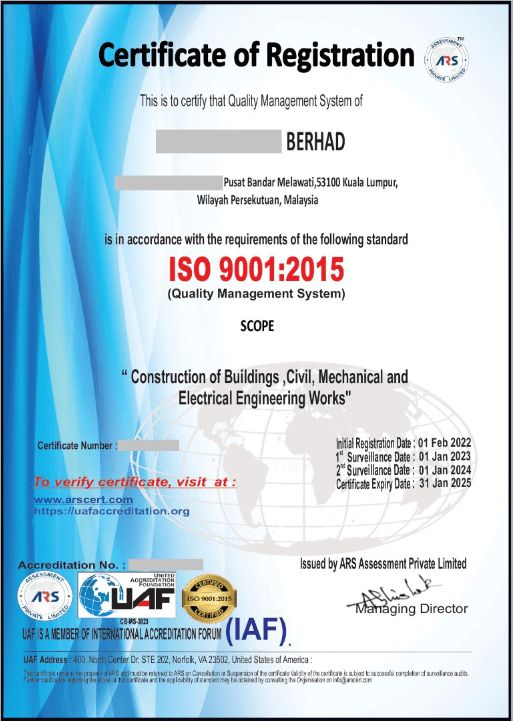 Certificate of Registration
ASSESSMENT
ARS
PRIVATE LIMITED
TM
This is to certify that Quality Management System of
BERHAD
Pusat Bandar Melawati,53100 Kuala Lumpur,
Wilayah Persekutuan, Malaysia
is in accordance with the requirements of the following standard
ISO 9001:2015
(Quality Management System)
SCOPE
“ Construction of Buildings ,Civil, Mechanical and
Electrical Engineering Works"
Certificate Number :
Initial Registration Date : 01 Feb 2022
1st Surveillance Date : 01 Jan 2023
2nd Surveillance Date : 01 Jan 2024
Certificate Expiry Date : 31 Jan 2025
To verify certificate, visit at :
www.arscert.com
https://uafaccreditation.org
Accreditation No. :
Issued by ARS Assessment Private Limited
ASSESSMENT
ARS
PRIVATE LIMITED
UNITED
ACCREDITATION
FOUNDATION
UAF
CB-MS-3923
CERTIFIED
ISO 9001:2015
CERTIFIED
Managing Director
UAF IS A MEMBER OF INTERNATIONAL ACCREDITATION FORUM (IAF).
UAF Address : 400, North Center Dr, STE 202, Norfolk, VA 23502, United States of America :
This certificate remains the property of ARS and must be returned to ARS on Cancellation or Suspension of the certificate Validity of the certificate is subject to successful completion of surveillance audits.
Further clarification regarding the scope of this certificate and the applicability of standard may be obtained by consulting the Organisation on info@arscert.com